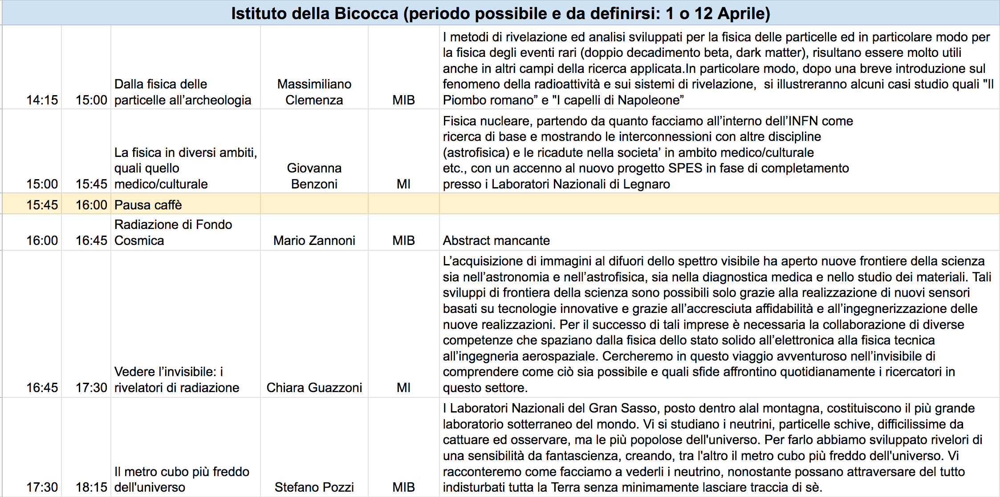 Istituto della Bicocca (periodo possibile e da definirsi: 1 o 12 Aprile)
14:15 15:00 Dalla fisica delle
particelle all’archeologia
Massimiliano
Clemenza
MIB
I metodi di rivelazione ed analisi sviluppati per la fisica delle particelle ed in particolare modo per
la fisica degli eventi rari (doppio decadimento beta, dark matter), risultano essere molto utili
anche in altri campi della ricerca applicata.In particolare modo, dopo una breve introduzione sul
fenomeno della radioattività e sui sistemi di rivelazione,  si illustreranno alcuni casi studio quali "Il
Piombo romano” e "I capelli di Napoleone”
15:00 15:45 La fisica in diversi ambiti,
quali quello
medico/culturale
Giovanna
Benzoni
MI
Fisica nucleare, partendo da quanto facciamo all’interno dell’INFN come
ricerca di base e mostrando le interconnessioni con altre discipline
(astrofisica) e le ricadute nella societa’ in ambito medico/culturale
etc., con un accenno al nuovo progetto SPES in fase di completamento
presso i Laboratori Nazionali di Legnaro
15:45 16:00 Pausa caffè
16:00 16:45 Radiazione di Fondo
Cosmica
Mario Zannoni
MIB
Abstract mancante
16:45 17:30 Vedere l’invisibile: i
rivelatori di radiazione
Chiara Guazzoni
MI
L’acquisizione di immagini al difuori dello spettro visibile ha aperto nuove frontiere della scienza
sia nell’astronomia e nell’astrofisica, sia nella diagnostica medica e nello studio dei materiali. Tali
sviluppi di frontiera della scienza sono possibili solo grazie alla realizzazione di nuovi sensori
basati su tecnologie innovative e grazie all’accresciuta affidabilità e all’ingegnerizzazione delle
nuove realizzazioni. Per il successo di tali imprese è necessaria la collaborazione di diverse
competenze che spaziano dalla fisica dello stato solido all’elettronica alla fisica tecnica
all’ingegneria aerospaziale. Cercheremo in questo viaggio avventuroso nell’invisibile di
comprendere come ciò sia possibile e quali sfide affrontino quotidianamente i ricercatori in
questo settore.
17:30 18:15 Il metro cubo più freddo
dell'universo
Stefano Pozzi
MIB
I Laboratori Nazionali del Gran Sasso, posto dentro alal montagna, costituiscono il più grande
laboratorio sotterraneo del mondo. Vi si studiano i neutrini, particelle schive, difficilissime da
cattuare ed osservare, ma le più popolose dell'universo. Per farlo abbiamo sviluppato rivelori di
una sensibilità da fantascienza, creando, tra l'altro il metro cubo più freddo dell'universo. Vi
racconteremo come facciamo a vederli i neutrino, nonostante possano attraversare del tutto
indisturbati tutta la Terra senza minimamente lasciare traccia di sè.